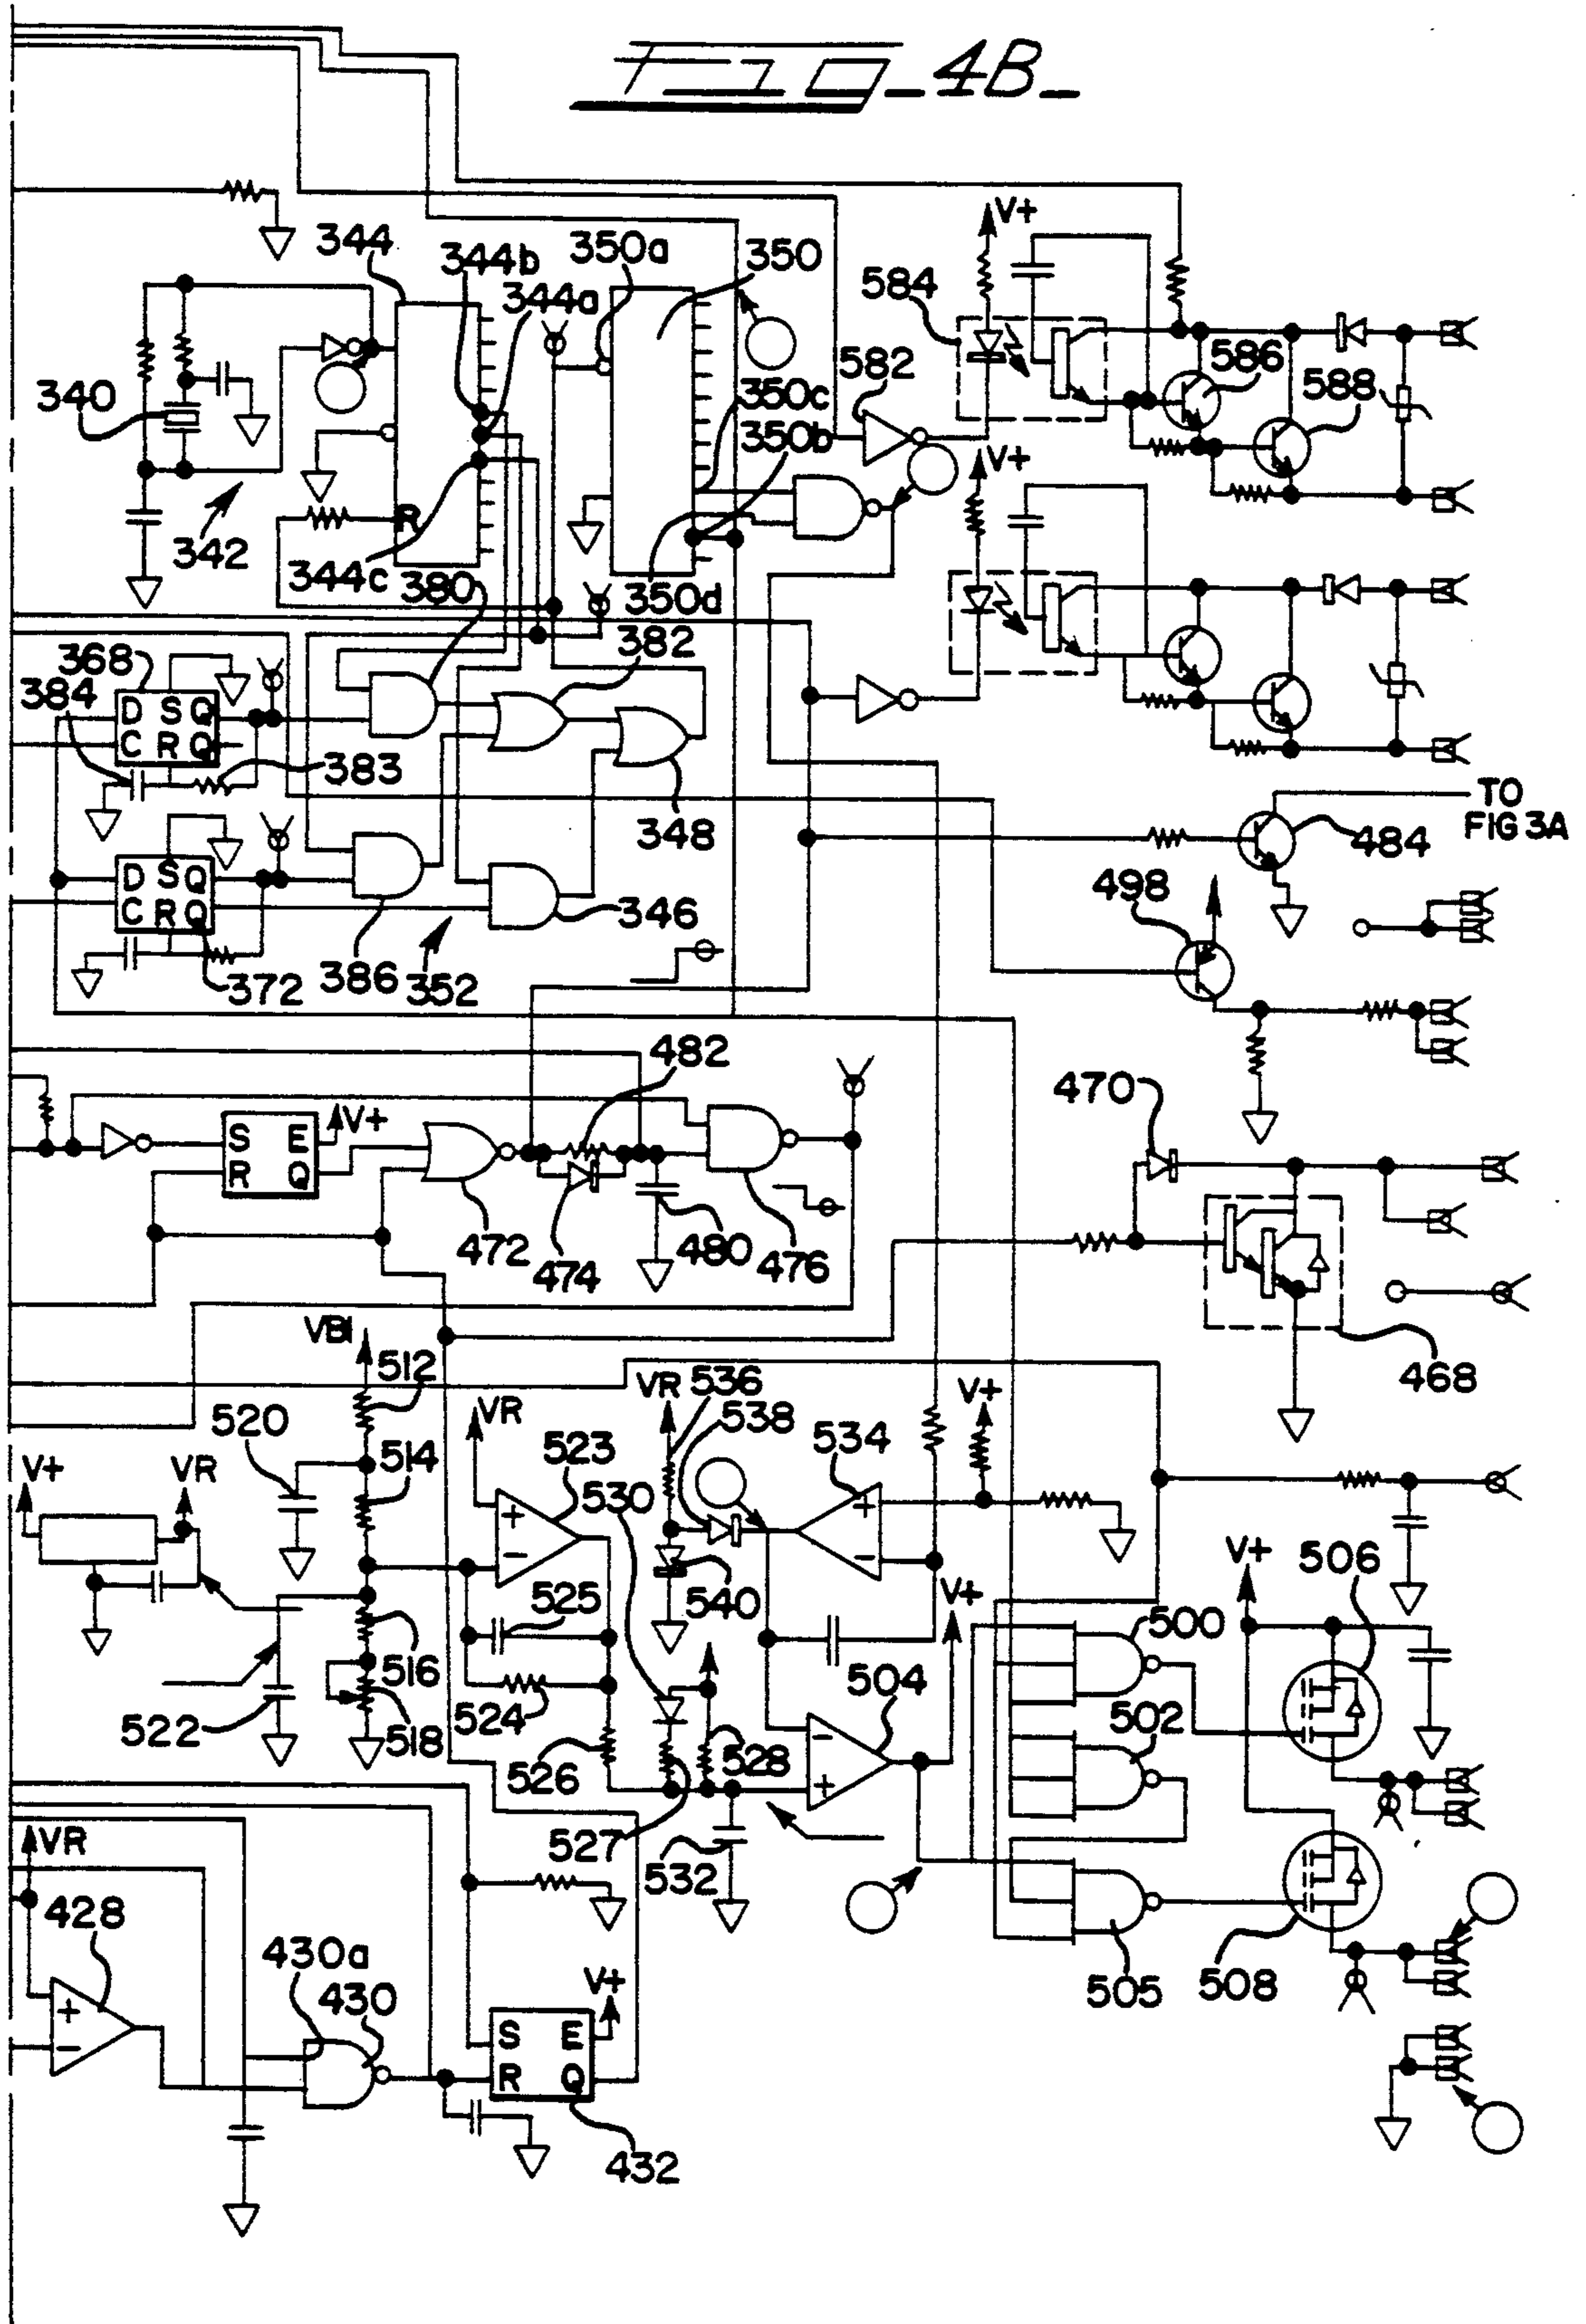 FIG_4B_
V+
344
344b
350a
350
344a
584
582
586
588
340
350c
350b
V+
R
342
344c
380
350d
382
368
384
D S Q
C R Q
383
348
TO
FIG 3A
484
498
D S Q
C R Q
346
372
386
352
482
470
V+
S E
R Q
472
474
480
476
468
VB1
512
VR
536
538
V+
520
VR
523
534
514
530
V+
VR
540
V+
V+
506
525
500
516
504
524
502
522
518
526
528
527
532
VR
428
430a
430
V+
505
508
S E
R Q
432